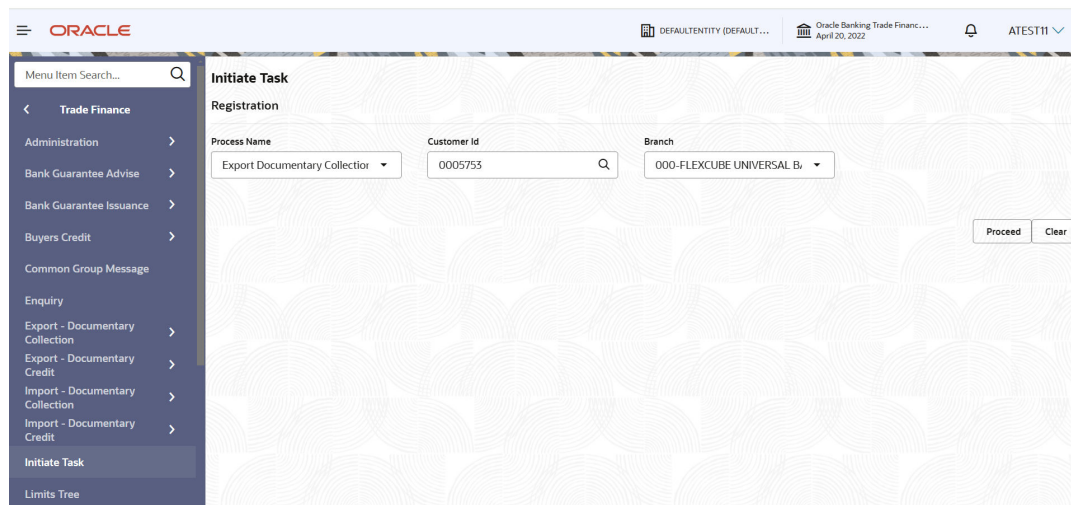 ORACLE
DEFAULTENTITY (DEFAULT...
Oracle Banking Trade Financ...
April 20, 2022
ATEST11
Menu Item Search...
Trade Finance
Administration
Bank Guarantee Advise
Bank Guarantee Issuance
Buyers Credit
Common Group Message
Enquiry
Export - Documentary
Collection
Export - Documentary
Credit
Import - Documentary
Collection
Import - Documentary
Credit
Initiate Task
Limits Tree
Initiate Task
Registration
Process Name
Customer Id
Branch
Export Documentary Collection
0005753
000-FLEXCUBE UNIVERSAL BA
Proceed
Clear